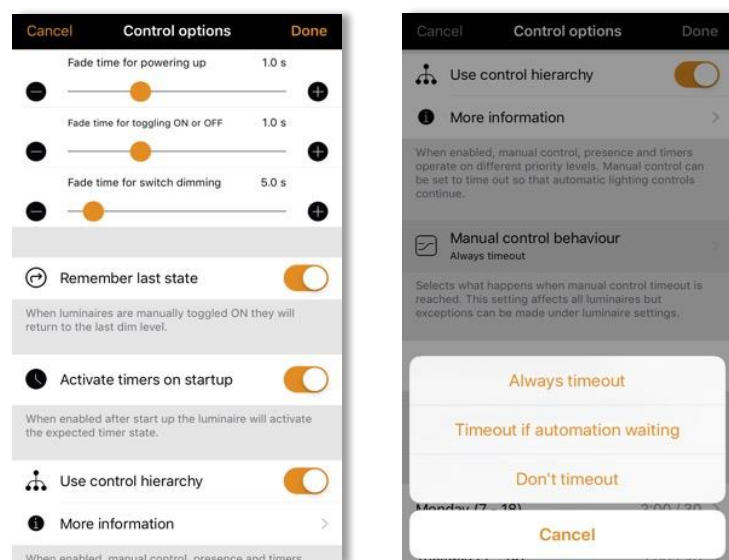 Cancel Control options Done
Fade time for powering up 1.0 s
Fade time for toggling ON or OFF 1.0 s
Fade time for switch dimming 5.0 s
Remember last state
When luminaires are manually toggled ON they will
return to the last dim level.
Activate timers on startup
When enabled after start up the luminaire will activate
the expected timer state.
Use control hierarchy
More information
When enabled, manual control, presence and timers
Cancel Control options Done
Use control hierarchy
More information
When enabled, manual control, presence and timers
operate on different priority levels. Manual control can
be set to time out so that automatic lighting controls
continue.
Manual control behaviour
Always timeout
Selects what happens when manual control timeout is
reached. This setting affects all luminaires but
exceptions can be made under luminaire settings.
Always timeout
Timeout if automation waiting
Don't timeout
Monday (7 - 18) 2:00 / 30
Cancel